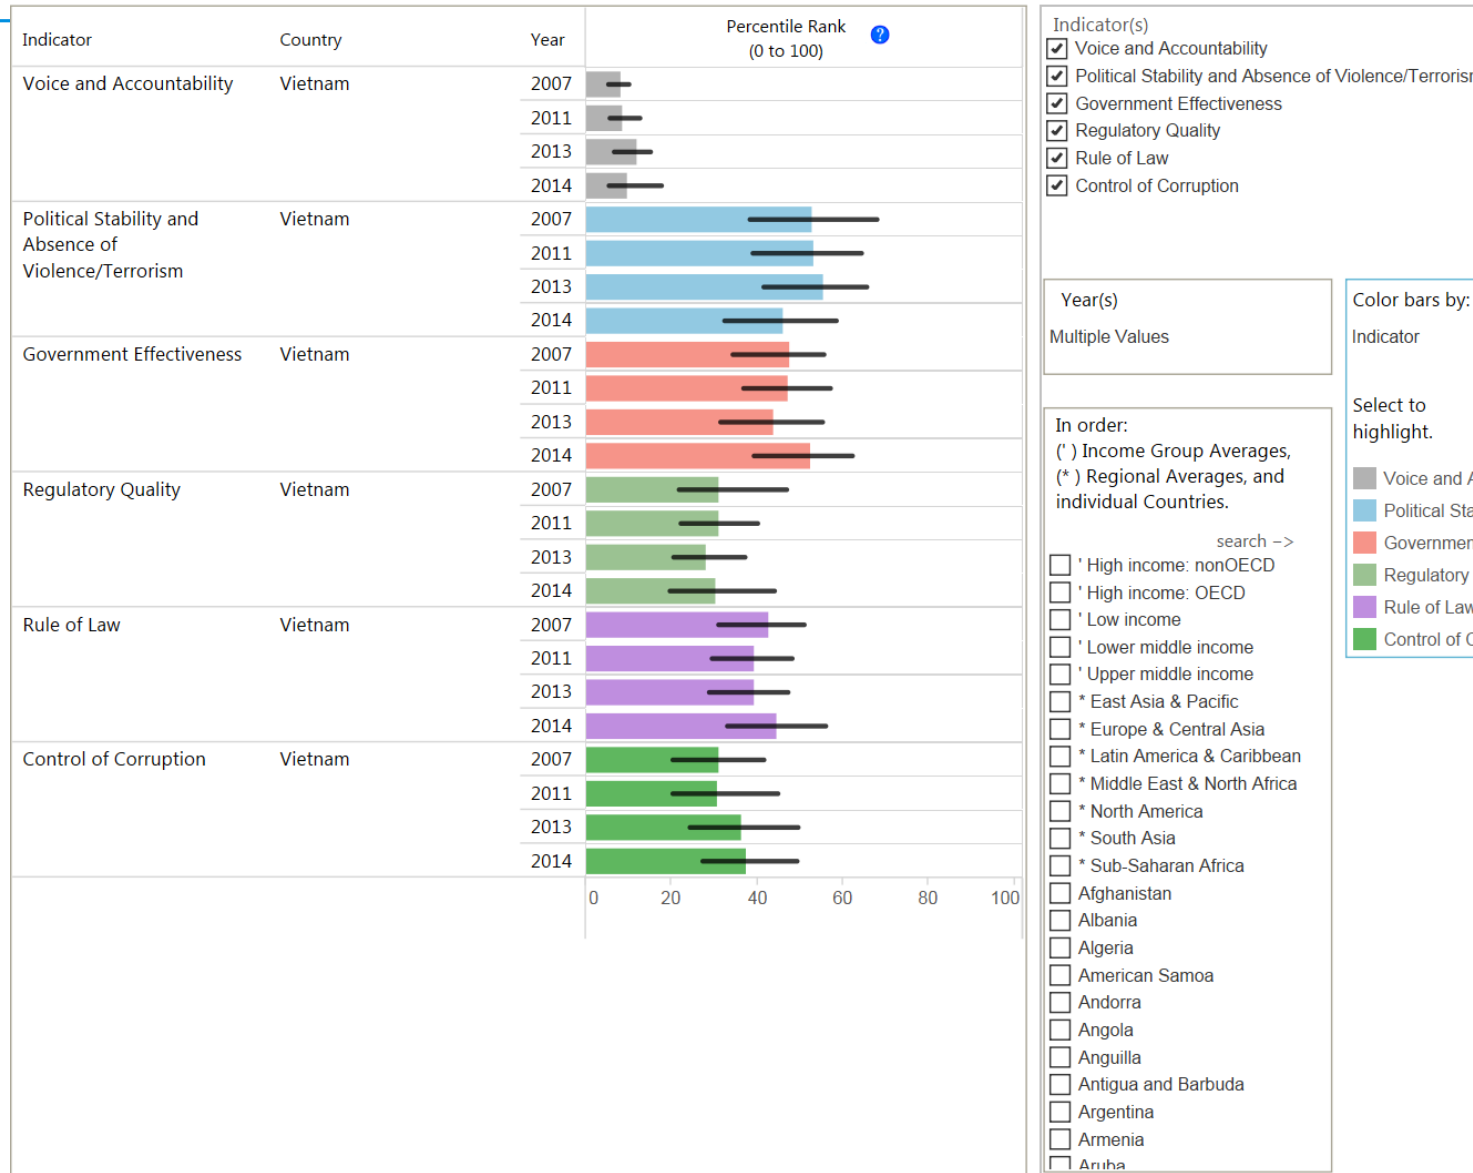 Indicator Country Year Percentile Rank
(0 to 100)
?
Voice and Accountability Vietnam 2007
2011
2013
2014
Political Stability and Vietnam 2007
Absence of 2011
Violence/Terrorism 2013
2014
Government Effectiveness Vietnam 2007
2011
2013
2014
Regulatory Quality Vietnam 2007
2011
2013
2014
Rule of Law Vietnam 2007
2011
2013
2014
Control of Corruption Vietnam 2007
2011
2013
2014
0 20 40 60 80 100
Indicator(s)
Voice and Accountability
Political Stability and Absence of Violence/Terrorism
Government Effectiveness
Regulatory Quality
Rule of Law
Control of Corruption
Year(s)
Multiple Values
In order:
(' ) Income Group Averages,
(* ) Regional Averages, and
individual Countries.
search –>
' High income: nonOECD
' High income: OECD
' Low income
' Lower middle income
' Upper middle income
* East Asia & Pacific
* Europe & Central Asia
* Latin America & Caribbean
* Middle East & North Africa
* North America
* South Asia
* Sub-Saharan Africa
Afghanistan
Albania
Algeria
American Samoa
Andorra
Angola
Anguilla
Antigua and Barbuda
Argentina
Armenia
Aruba
Color bars by:
Indicator
Select to
highlight.
Voice and A
Political Sta
Governmen
Regulatory
Rule of Law
Control of C